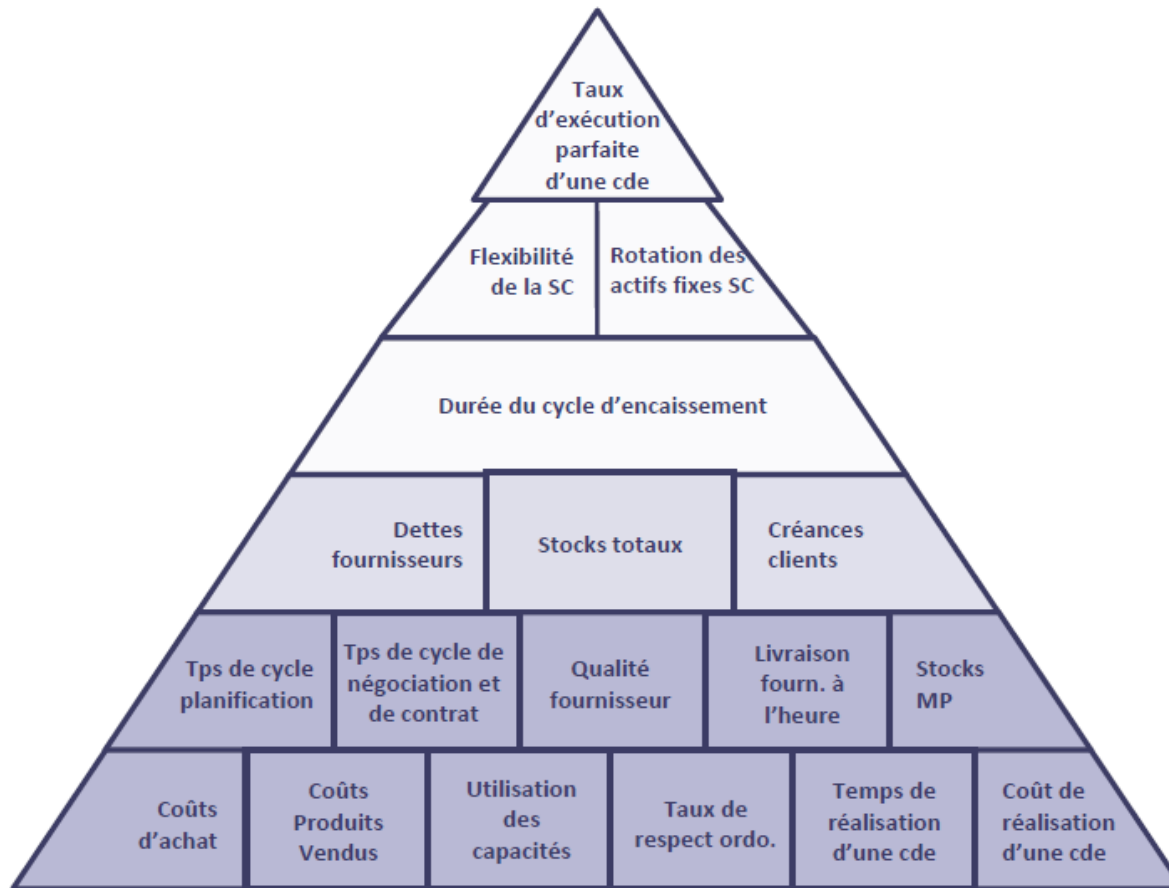 Taux
d'exécution
parfaite
d'une cde
Flexibilité
de la SC
Rotation des
actifs fixes SC
Durée du cycle d'encaissement
Dettes
fournisseurs
Stocks totaux
Créances
clients
Tps de cycle
planification
Tps de cycle de
négociation et
de contrat
Qualité
fournisseur
Livraison
fourn. à
l'heure
Stocks
MP
Coûts
d'achat
Coûts
Produits
Vendus
Utilisation
des
capacités
Taux de
respect ordo.
Temps de
réalisation
d'une cde
Coût de
réalisation
d'une cde